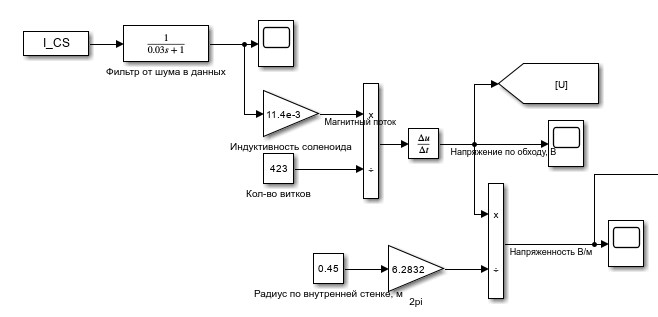 I_CS
1
0.03s + 1
Фильтр от шума в данных
11.4e-3
Индуктивность соленоида
x
÷
Магнитный поток
423
Кол-во витков
Δu
Δt
[U]
Напряжение по обходу, В
x
÷
Напряженность В/м
0.45
Радиус по внутренней стенке, м
6.2832
2pi